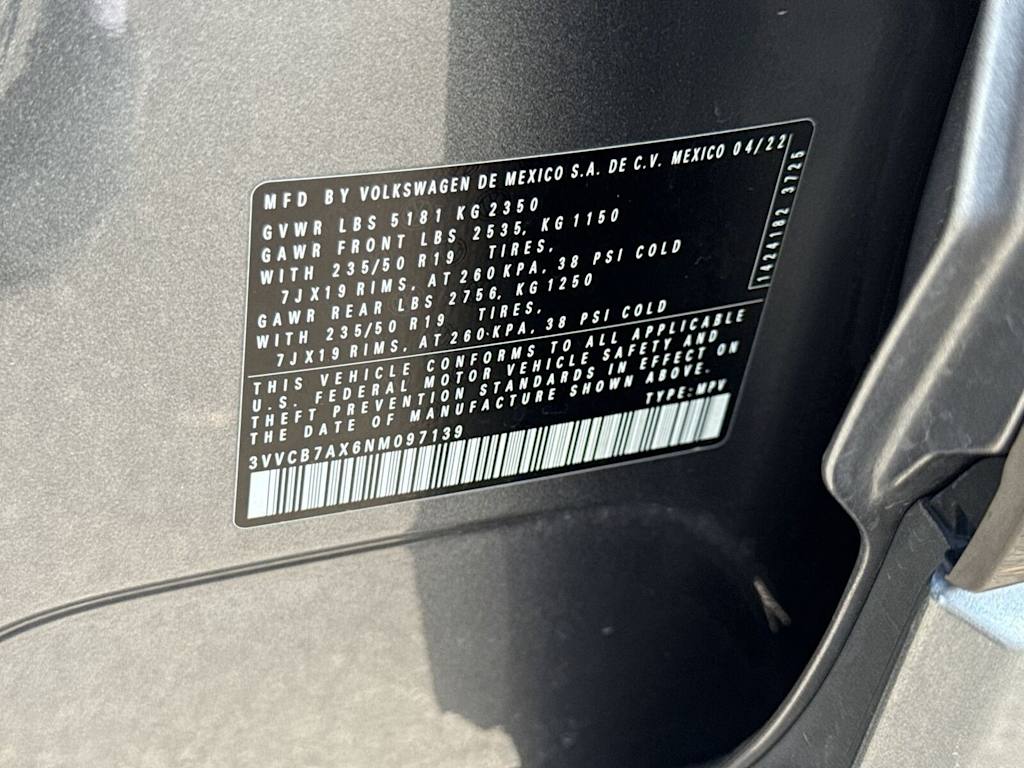 MFD BY VOLKSWAGEN DE MEXICO S.A. DE C.V. MEXICO 04/22
GVWR LBS 5181 KG 2350
GAWR FRONT LBS 2535, KG 1150
WITH 235/50 R19 TIRES,
7JX19 RIMS, AT 260 KPA, 38 PSI COLD
GAWR REAR LBS 2756, KG 1250
WITH 235/50 R19 TIRES,
7JX19 RIMS, AT 260 KPA, 38 PSI COLD
THIS VEHICLE CONFORMS TO ALL APPLICABLE
U.S. FEDERAL MOTOR VEHICLE SAFETY AND
THEFT PREVENTION STANDARDS IN EFFECT ON
THE DATE OF MANUFACTURE SHOWN ABOVE.
3VVCB7AX6NM097139 TYPE: MPV
1424182 3725